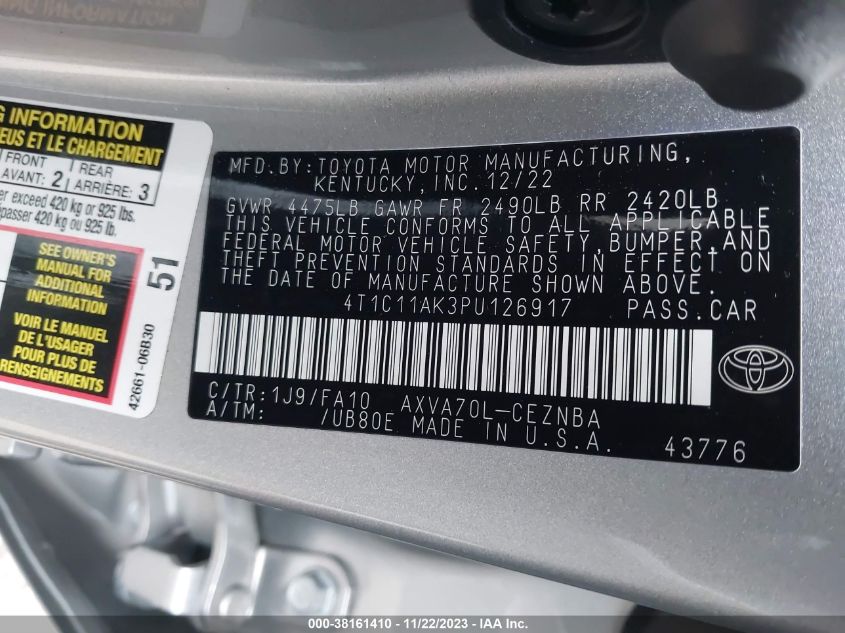 G INFORMATION
EUS ET LE CHARGEMENT
FRONT
AVANT: 2
REAR
ARRIÈRE: 3
er exceed 420 kg or 925 lbs.
passer 420 kg ou 925 lb.
SEE OWNER'S
MANUAL FOR
ADDITIONAL
INFORMATION
VOIR LE MANUEL
DE L'USAGER
POUR PLUS DE
RENSEIGNEMENTS
51
42661-06B30
MFD.BY:TOYOTA MOTOR MANUFACTURING,
KENTUCKY, INC. 12/22
GVWR 4475LB GAWR FR 2490LB RR 2420LB
THIS VEHICLE CONFORMS TO ALL APPLICABLE
FEDERAL MOTOR VEHICLE SAFETY,BUMPER,AND
THEFT PREVENTION STANDARDS IN EFFECT ON
THE DATE OF MANUFACTURE SHOWN ABOVE.
4T1C11AK3PU126917 PASS.CAR
C/TR:1J9/FA10 AXVA70L-CEZNBA
A/TM: /UB80E MADE IN U.S.A.
43776
000-38161410 - 11/22/2023 - IAA Inc.